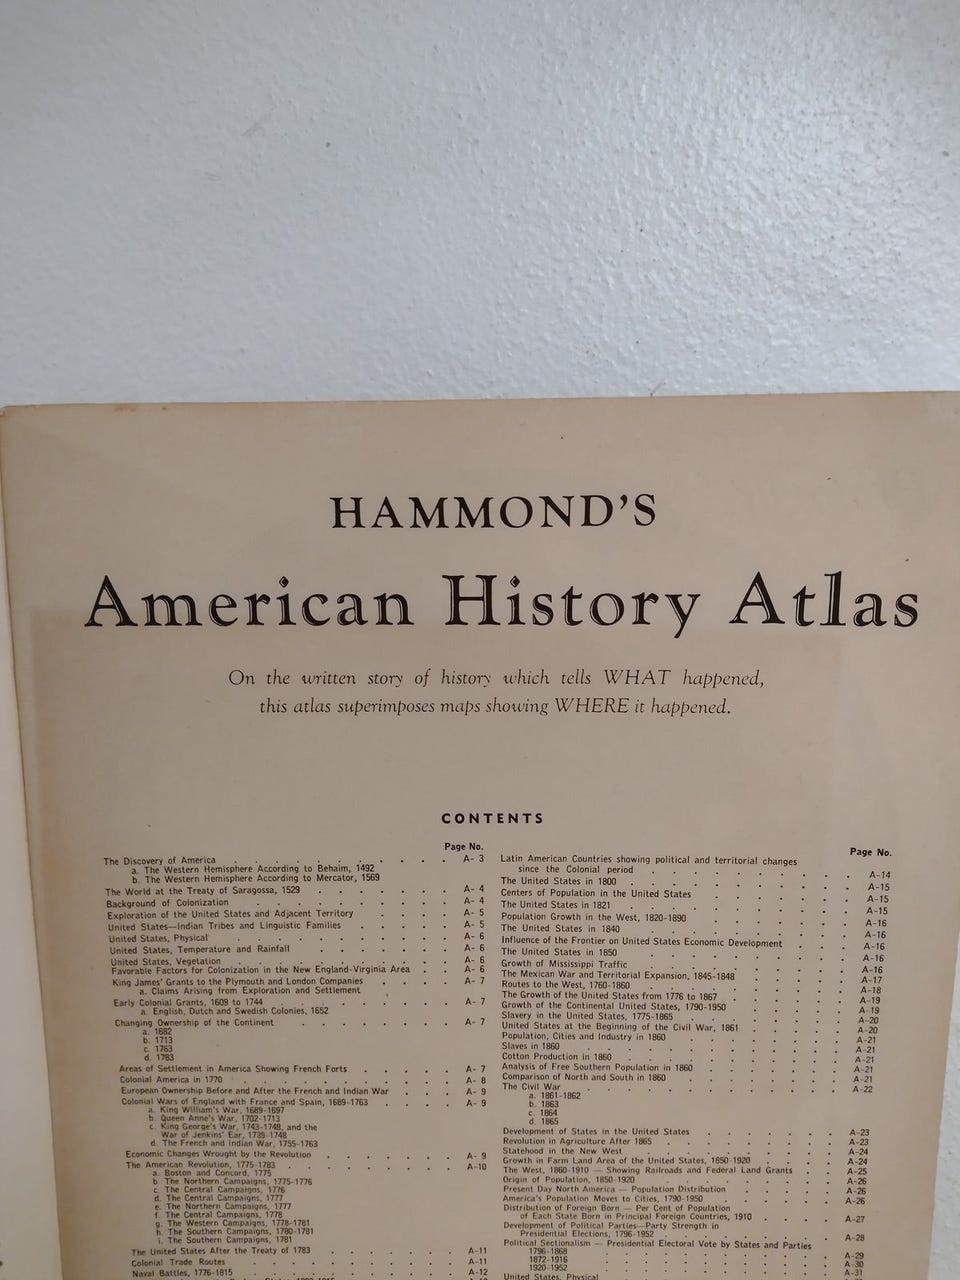 HAMMOND'S
American History Atlas
On the written story of history which tells WHAT happened,
this atlas superimposes maps showing WHERE it happened.
CONTENTS
Page No.
The Discovery of America . . . . . . . . . . A- 3
a. The Western Hemisphere According to Behaim, 1492
b. The Western Hemisphere According to Mercator, 1569
The World at the Treaty of Saragossa, 1529 . . . . . . A- 4
Background of Colonization . . . . . . . . . A- 4
Exploration of the United States and Adjacent Territory . . . . A- 5
United States—Indian Tribes and Linguistic Families . . . . . A- 5
United States, Physical . . . . . . . . . . A- 6
United States, Temperature and Rainfall . . . . . . . A- 6
United States, Vegetation . . . . . . . . . A- 6
Favorable Factors for Colonization in the New England-Virginia Area . . A- 6
King James' Grants to the Plymouth and London Companies . . . . A- 7
a. Claims Arising from Exploration and Settlement
Early Colonial Grants, 1609 to 1744 . . . . . . . . A- 7
a. English, Dutch and Swedish Colonies, 1652
Changing Ownership of the Continent . . . . . . . A- 7
a. 1682
b. 1713
c. 1763
d. 1783
Areas of Settlement in America Showing French Forts . . . . . A- 7
Colonial America in 1770 . . . . . . . . . . A- 8
European Ownership Before and After the French and Indian War . . . A- 9
Colonial Wars of England with France and Spain, 1689-1763 . . . . A- 9
a. King William's War, 1689-1697
b. Queen Anne's War, 1702-1713
c. King George's War, 1743-1748, and the
War of Jenkins' Ear, 1739-1748
d. The French and Indian War, 1755-1763
Economic Changes Wrought by the Revolution . . . . . . A- 9
The American Revolution, 1775-1783 . . . . . . . . A-10
a. Boston and Concord, 1775
b. The Northern Campaigns, 1775-1776
c. The Central Campaigns, 1776
d. The Central Campaigns, 1777
e. The Northern Campaigns, 1777
f. The Central Campaigns, 1778
g. The Western Campaigns, 1778-1781
h. The Southern Campaigns, 1780-1781
i. The Southern Campaigns, 1781
The United States After the Treaty of 1783 . . . . . . . A-11
Colonial Trade Routes . . . . . . . . . . A-11
Naval Battles, 1776-1815 . . . . . . . . . . A-12
Page No.
Latin American Countries showing political and territorial changes
since the Colonial period . . . . . . . . . A-14
The United States in 1800 . . . . . . . . . . A-15
Centers of Population in the United States . . . . . . . A-15
The United States in 1821 . . . . . . . . . . A-15
Population Growth in the West, 1820-1890 . . . . . . . A-16
The United States in 1840 . . . . . . . . . . A-16
Influence of the Frontier on United States Economic Development . . . A-16
The United States in 1850 . . . . . . . . . . A-16
Growth of Mississippi Traffic . . . . . . . . . A-17
The Mexican War and Territorial Expansion, 1845-1848 . . . . . A-18
Routes to the West, 1760-1860 . . . . . . . . . A-19
The Growth of the United States from 1776 to 1867 . . . . . . A-19
Growth of the Continental United States, 1790-1950 . . . . . . A-20
Slavery in the United States, 1775-1865 . . . . . . . A-20
United States at the Beginning of the Civil War, 1861 . . . . . A-21
Population, Cities and Industry in 1860 . . . . . . . A-21
Slaves in 1860 . . . . . . . . . . . A-21
Cotton Production in 1860 . . . . . . . . . . A-21
Analysis of Free Southern Population in 1860 . . . . . . . A-21
Comparison of North and South in 1860 . . . . . . . A-22
The Civil War
a. 1861-1862
b. 1863
c. 1864
d. 1865
Development of States in the United States . . . . . . . A-23
Revolution in Agriculture After 1865 . . . . . . . . A-23
Statehood in the New West . . . . . . . . . . A-24
Growth in Farm Land Area of the United States, 1850-1920 . . . . A-24
The West, 1860-1910 — Showing Railroads and Federal Land Grants . . A-25
Origin of Population, 1850-1920 . . . . . . . . . A-26
Present Day North America — Population Distribution . . . . . A-26
America's Population Moves to Cities, 1790-1950 . . . . . . A-26
Distribution of Foreign Born — Per Cent of Population
of Each State Born in Principal Foreign Countries, 1910 . . . . A-27
Development of Political Parties—Party Strength in
Presidential Elections, 1796-1952 . . . . . . . . A-28
Political Sectionalism — Presidential Electoral Vote by States and Parties
1796-1868 . . . . . . . . . . A-29
1872-1916 . . . . . . . . . . A-30
1920-1952 . . . . . . . . . . A-31
United States, Physical